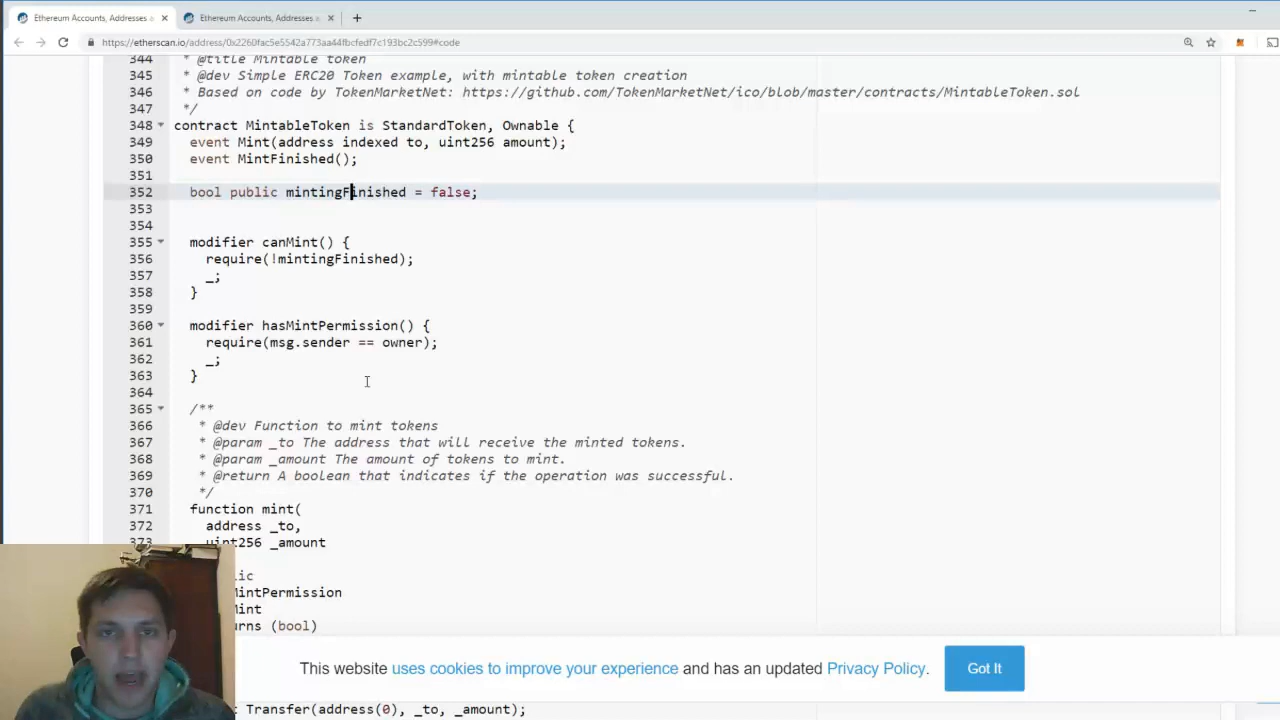 Ethereum Accounts, Addresses a
Ethereum Accounts, Addresses a
https://etherscan.io/address/0x2260fac5e5542a773aa44fbcfedf7c193bc2c599#code
344 * @title Mintable token
345 * @dev Simple ERC20 Token example, with mintable token creation
346 * Based on code by TokenMarketNet: https://github.com/TokenMarketNet/ico/blob/master/contracts/MintableToken.sol
347 */
348 contract MintableToken is StandardToken, Ownable {
349 event Mint(address indexed to, uint256 amount);
350 event MintFinished();
351
352 bool public mintingFinished = false;
353
354
355 modifier canMint() {
356 require(!mintingFinished);
357 _;
358 }
359
360 modifier hasMintPermission() {
361 require(msg.sender == owner);
362 _;
363 }
364
365 /**
366 * @dev Function to mint tokens
367 * @param _to The address that will receive the minted tokens.
368 * @param _amount The amount of tokens to mint.
369 * @return A boolean that indicates if the operation was successful.
370 */
371 function mint(
372 address _to,
373 uint256 _amount
lic
MintPermission
Mint
urns (bool)
This website uses cookies to improve your experience and has an updated Privacy Policy.
Got It
t Transfer(address(0), _to, _amount);